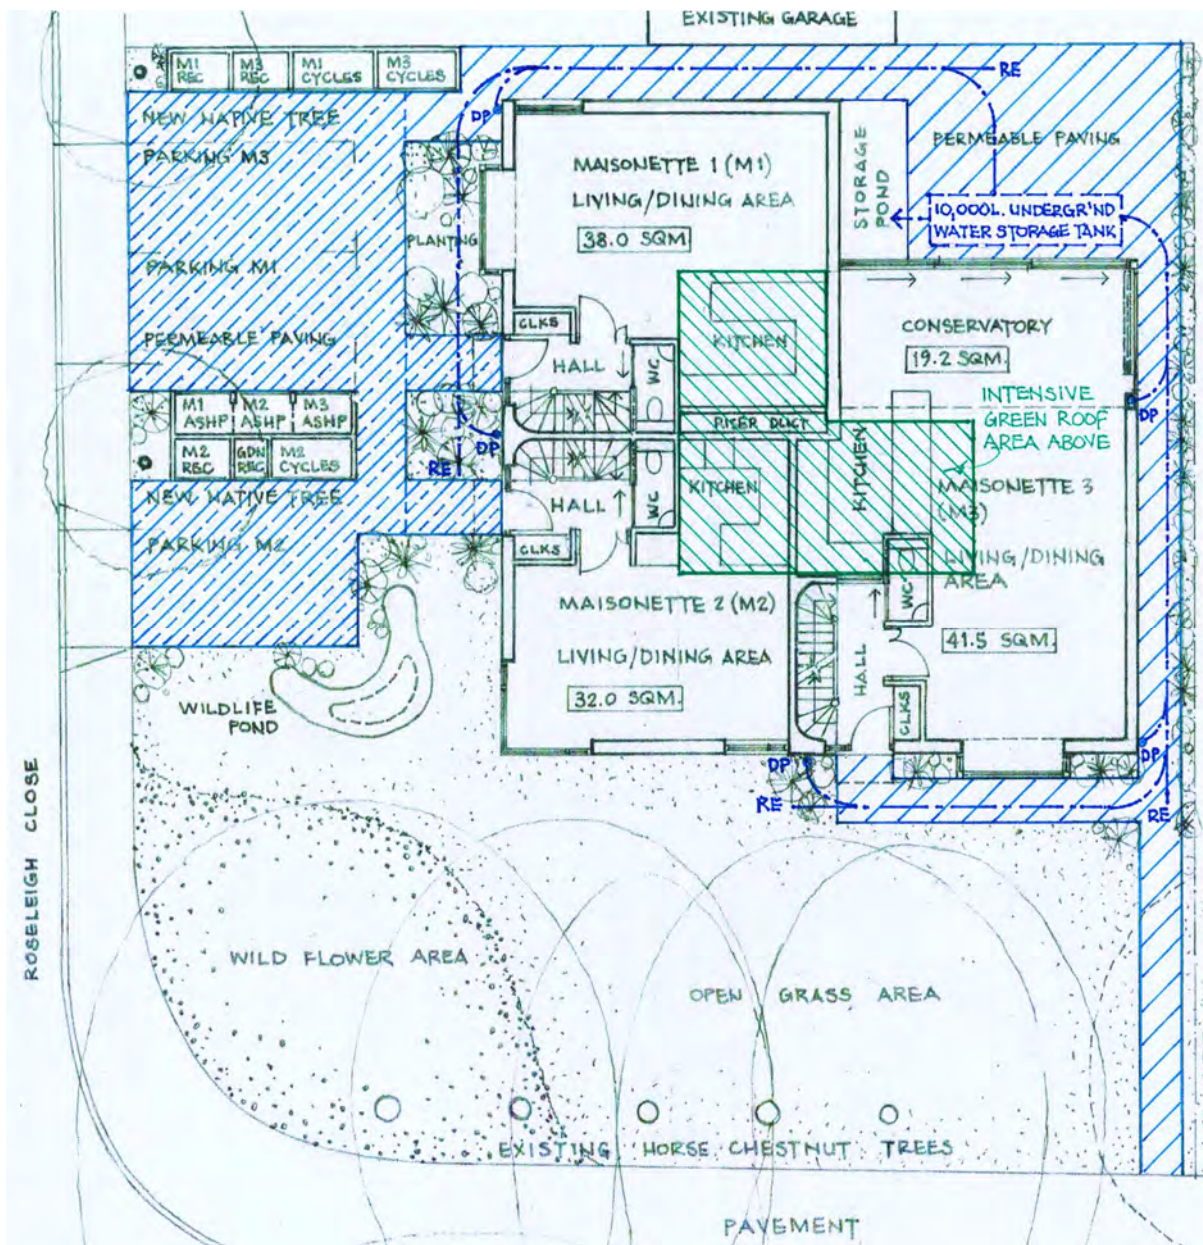 EXISTING GARAGE
M1
REC
M3
REC
M1
CYCLES
M3
CYCLES
RE
NEW NATIVE TREE
DP
PARKING M3
PERMEABLE PAVING
MAISONETTE 1 (M1)
LIVING/DINING AREA
38.0 SQM.
STORAGE
POND
10,000L. UNDERGR'ND
WATER STORAGE TANK
PLANTING
PARKING M1
CLKS
CONSERVATORY
19.2 SQM.
PERMEABLE PAVING
KITCHEN
HALL
WC
INTENSIVE
GREEN ROOF
AREA ABOVE
M1
ASHP
M2
ASHP
M3
ASHP
DP
RISER DUCT
DP
M2
REC
GDN
REC
M2
CYCLES
RE
KITCHEN
KITCHEN
MAISONETTE 3
(M3)
NEW NATIVE TREE
HALL
WC
PARKING M2
CLKS
LIVING/DINING
AREA
WC
MAISONETTE 2 (M2)
41.5 SQM.
LIVING/DINING AREA
HALL
32.0 SQM.
CLKS
WILDLIFE
POND
DP
DP
RE
RE
ROSELEIGH CLOSE
WILD FLOWER AREA
OPEN GRASS AREA
EXISTING HORSE CHESTNUT TREES
PAVEMENT